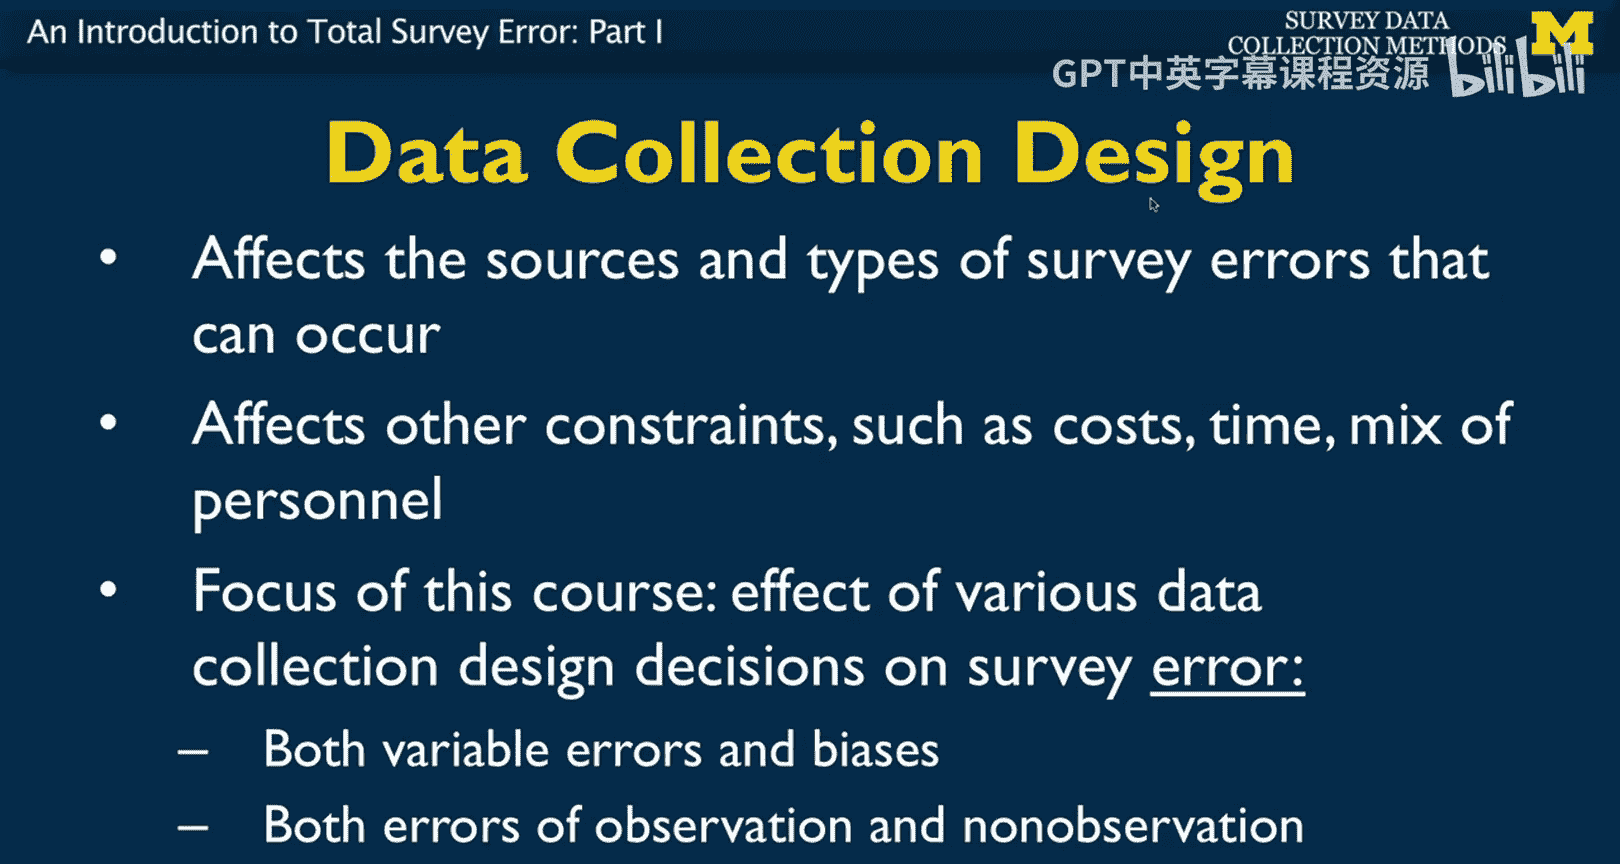 An Introduction to Total Survey Error: Part I
SURVEY DATA
COLLECTION METHODS
M
GPT中英字幕课程资源 bilibili
Data Collection Design
• Affects the sources and types of survey errors that
can occur
• Affects other constraints, such as costs, time, mix of
personnel
• Focus of this course: effect of various data
collection design decisions on survey error:
– Both variable errors and biases
– Both errors of observation and nonobservation